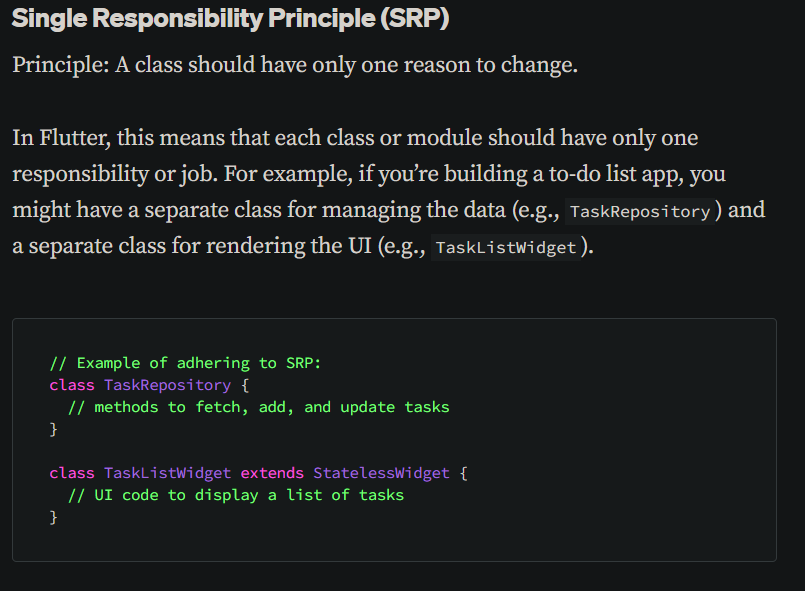 Single Responsibility Principle (SRP)
Principle: A class should have only one reason to change.
In Flutter, this means that each class or module should have only one
responsibility or job. For example, if you’re building a to-do list app, you
might have a separate class for managing the data (e.g., TaskRepository) and
a separate class for rendering the UI (e.g., TaskListWidget).
// Example of adhering to SRP:
class TaskRepository {
  // methods to fetch, add, and update tasks
}
class TaskListWidget extends StatelessWidget {
  // UI code to display a list of tasks
}